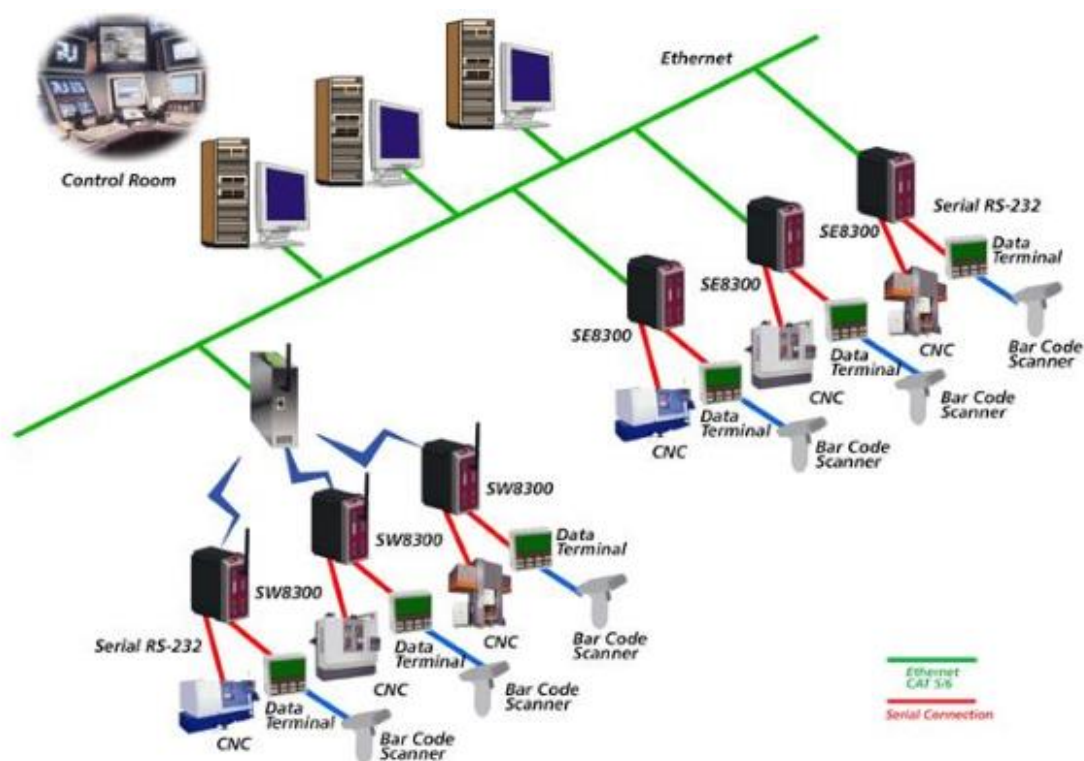 Ethernet
Control Room
Serial RS-232
SE8300
Data
Terminal
SE8300
CNC
Bar Code
Scanner
SE8300
Data
Terminal
CNC
Bar Code
Scanner
Data
Terminal
CNC
Bar Code
Scanner
SW8300
Data
Terminal
SW8300
CNC
Bar Code
Scanner
SW8300
Data
Terminal
Serial RS-232
CNC
Bar Code
Scanner
Data
Terminal
CNC
Bar Code
Scanner
Ethernet
CAT 5/6
Serial Connection